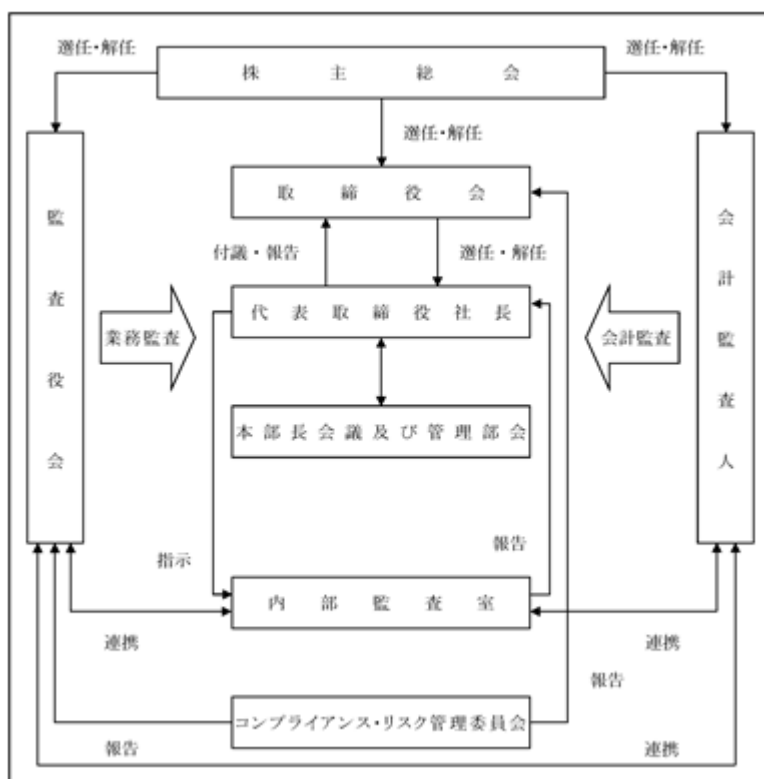 選任・解任
選任・解任
株主総会
選任・解任
取締役会
監査役会
会計監査人
付議・報告
選任・解任
代表取締役社長
業務監査
会計監査
本部長会議及び管理部会
報告
指示
内部監査室
連携
連携
報告
コンプライアンス・リスク管理委員会
報告
連携